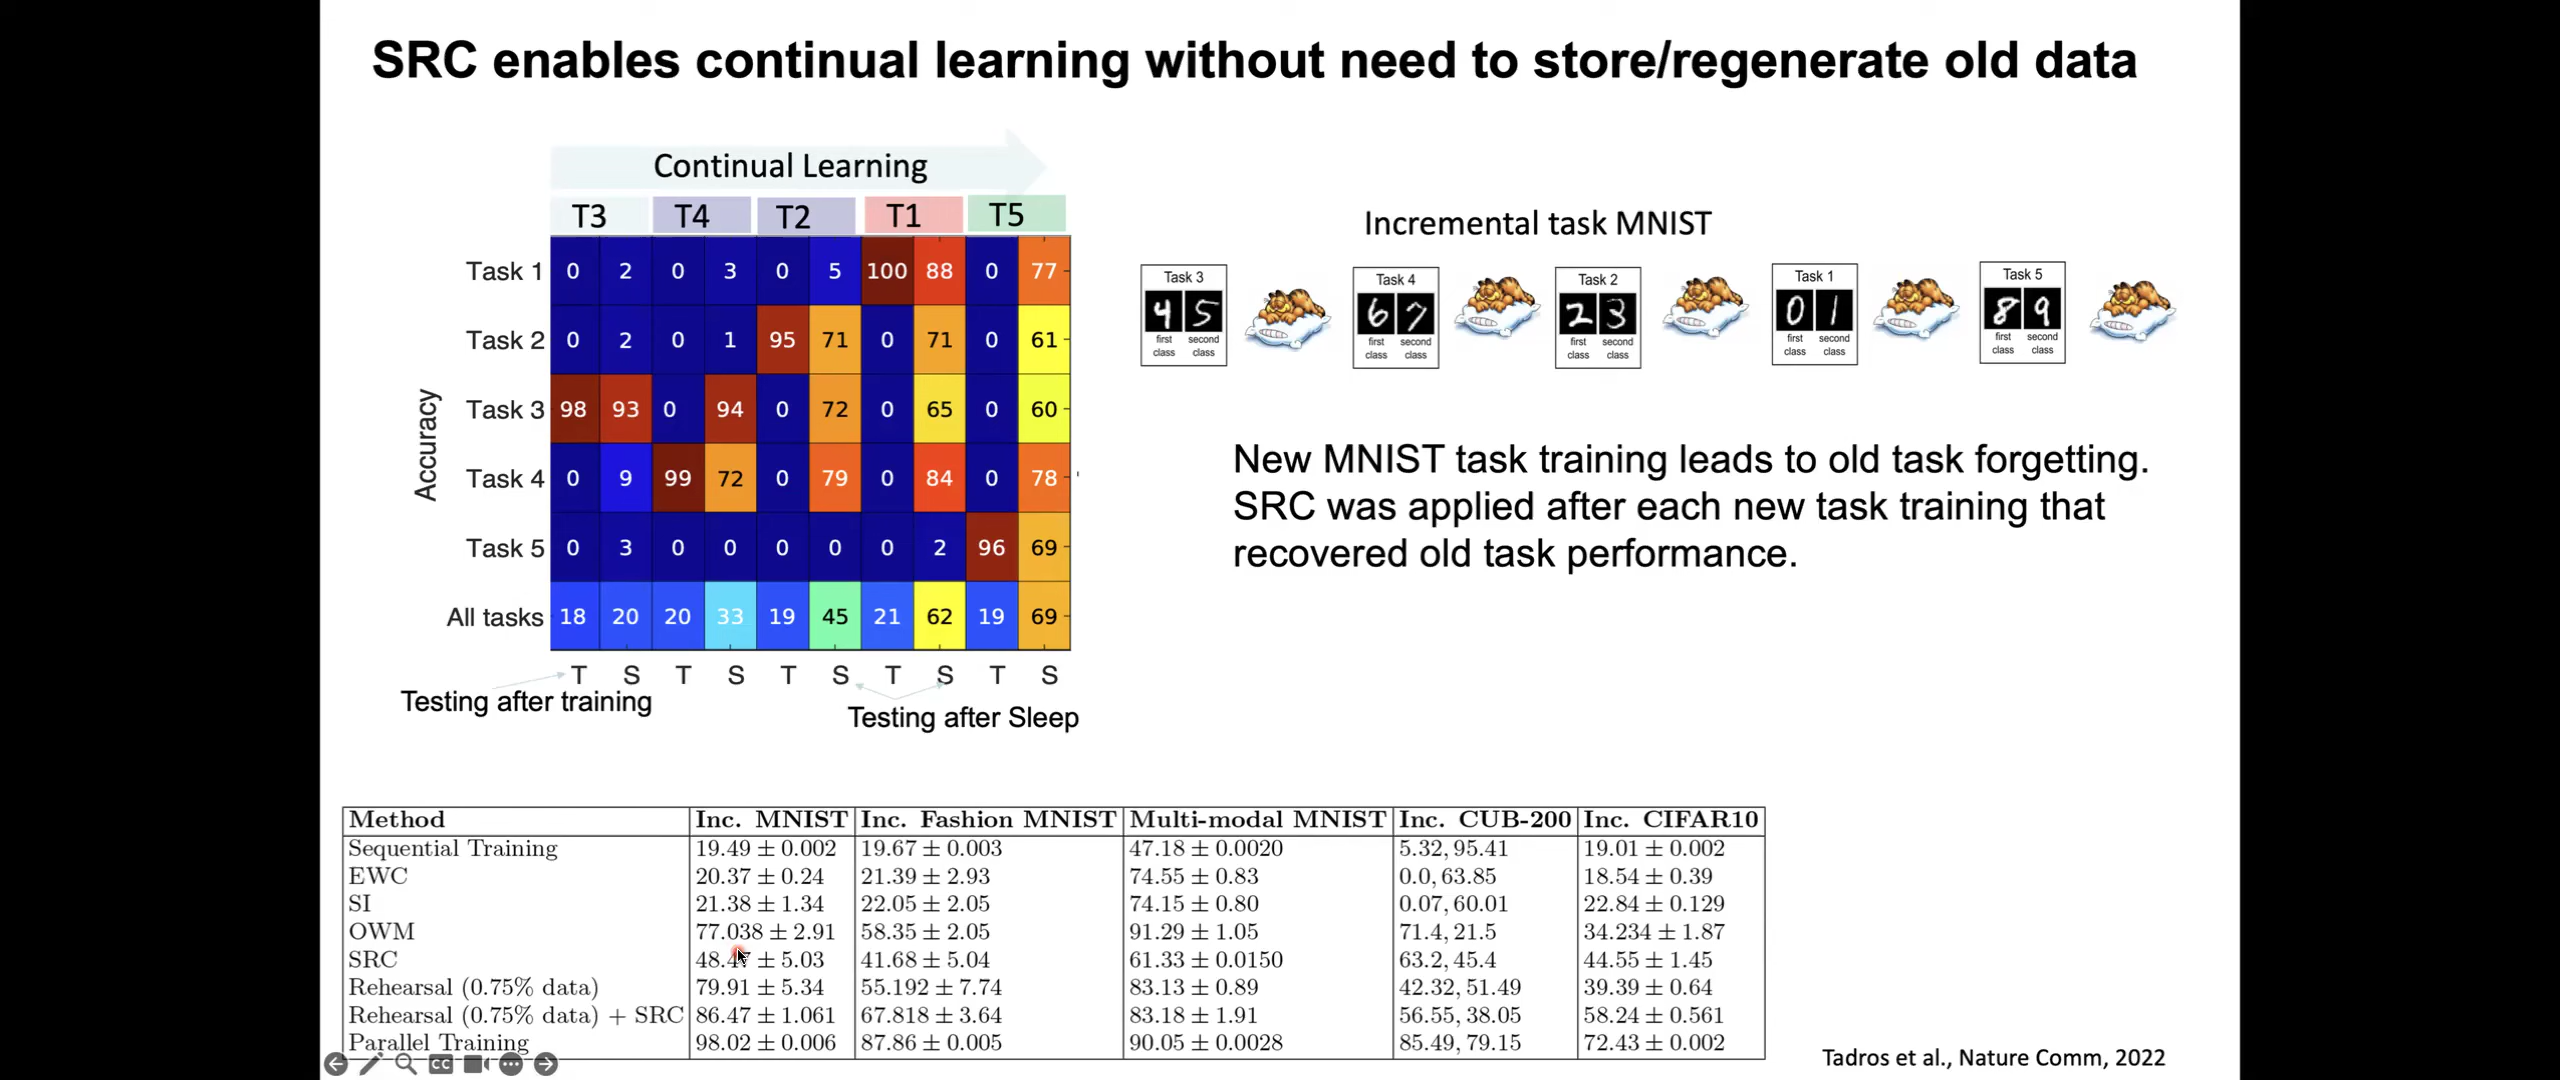 SRC enables continual learning without need to store/regenerate old data
Continual Learning
T3 T4 T2 T1 T5
Accuracy
Task 1 0 2 0 3 0 5 100 88 0 77
Task 2 0 2 0 1 95 71 0 71 0 61
Task 3 98 93 0 94 0 72 0 65 0 60
Task 4 0 9 99 72 0 79 0 84 0 78
Task 5 0 3 0 0 0 0 0 2 96 69
All tasks 18 20 20 33 19 45 21 62 19 69
T S T S T S T S T S
Testing after training
Testing after Sleep
Incremental task MNIST
Task 3
4 5
first second
class class
Task 4
6 7
first second
class class
Task 2
2 3
first second
class class
Task 1
0 1
first second
class class
Task 5
8 9
first second
class class
New MNIST task training leads to old task forgetting.
SRC was applied after each new task training that
recovered old task performance.
Method Inc. MNIST Inc. Fashion MNIST Multi-modal MNIST Inc. CUB-200 Inc. CIFAR10
Sequential Training 19.49 ± 0.002 19.67 ± 0.003 47.18 ± 0.0020 5.32, 95.41 19.01 ± 0.002
EWC 20.37 ± 0.24 21.39 ± 2.93 74.55 ± 0.83 0.0, 63.85 18.54 ± 0.39
SI 21.38 ± 1.34 22.05 ± 2.05 74.15 ± 0.80 0.07, 60.01 22.84 ± 0.129
OWM 77.038 ± 2.91 58.35 ± 2.05 91.29 ± 1.05 71.4, 21.5 34.234 ± 1.87
SRC ± 5.03 41.68 ± 5.04 61.33 ± 0.0150 63.2, 45.4 44.55 ± 1.45
Rehearsal (0.75% data) 79.91 ± 5.34 55.192 ± 7.74 83.13 ± 0.89 42.32, 51.49 39.39 ± 0.64
Rehearsal (0.75% data) + SRC 86.47 ± 1.061 67.818 ± 3.64 83.18 ± 1.91 56.55, 38.05 58.24 ± 0.561
Parallel Training 98.02 ± 0.006 87.86 ± 0.005 90.05 ± 0.0028 85.49, 79.15 72.43 ± 0.002
CC
Tadros et al., Nature Comm, 2022